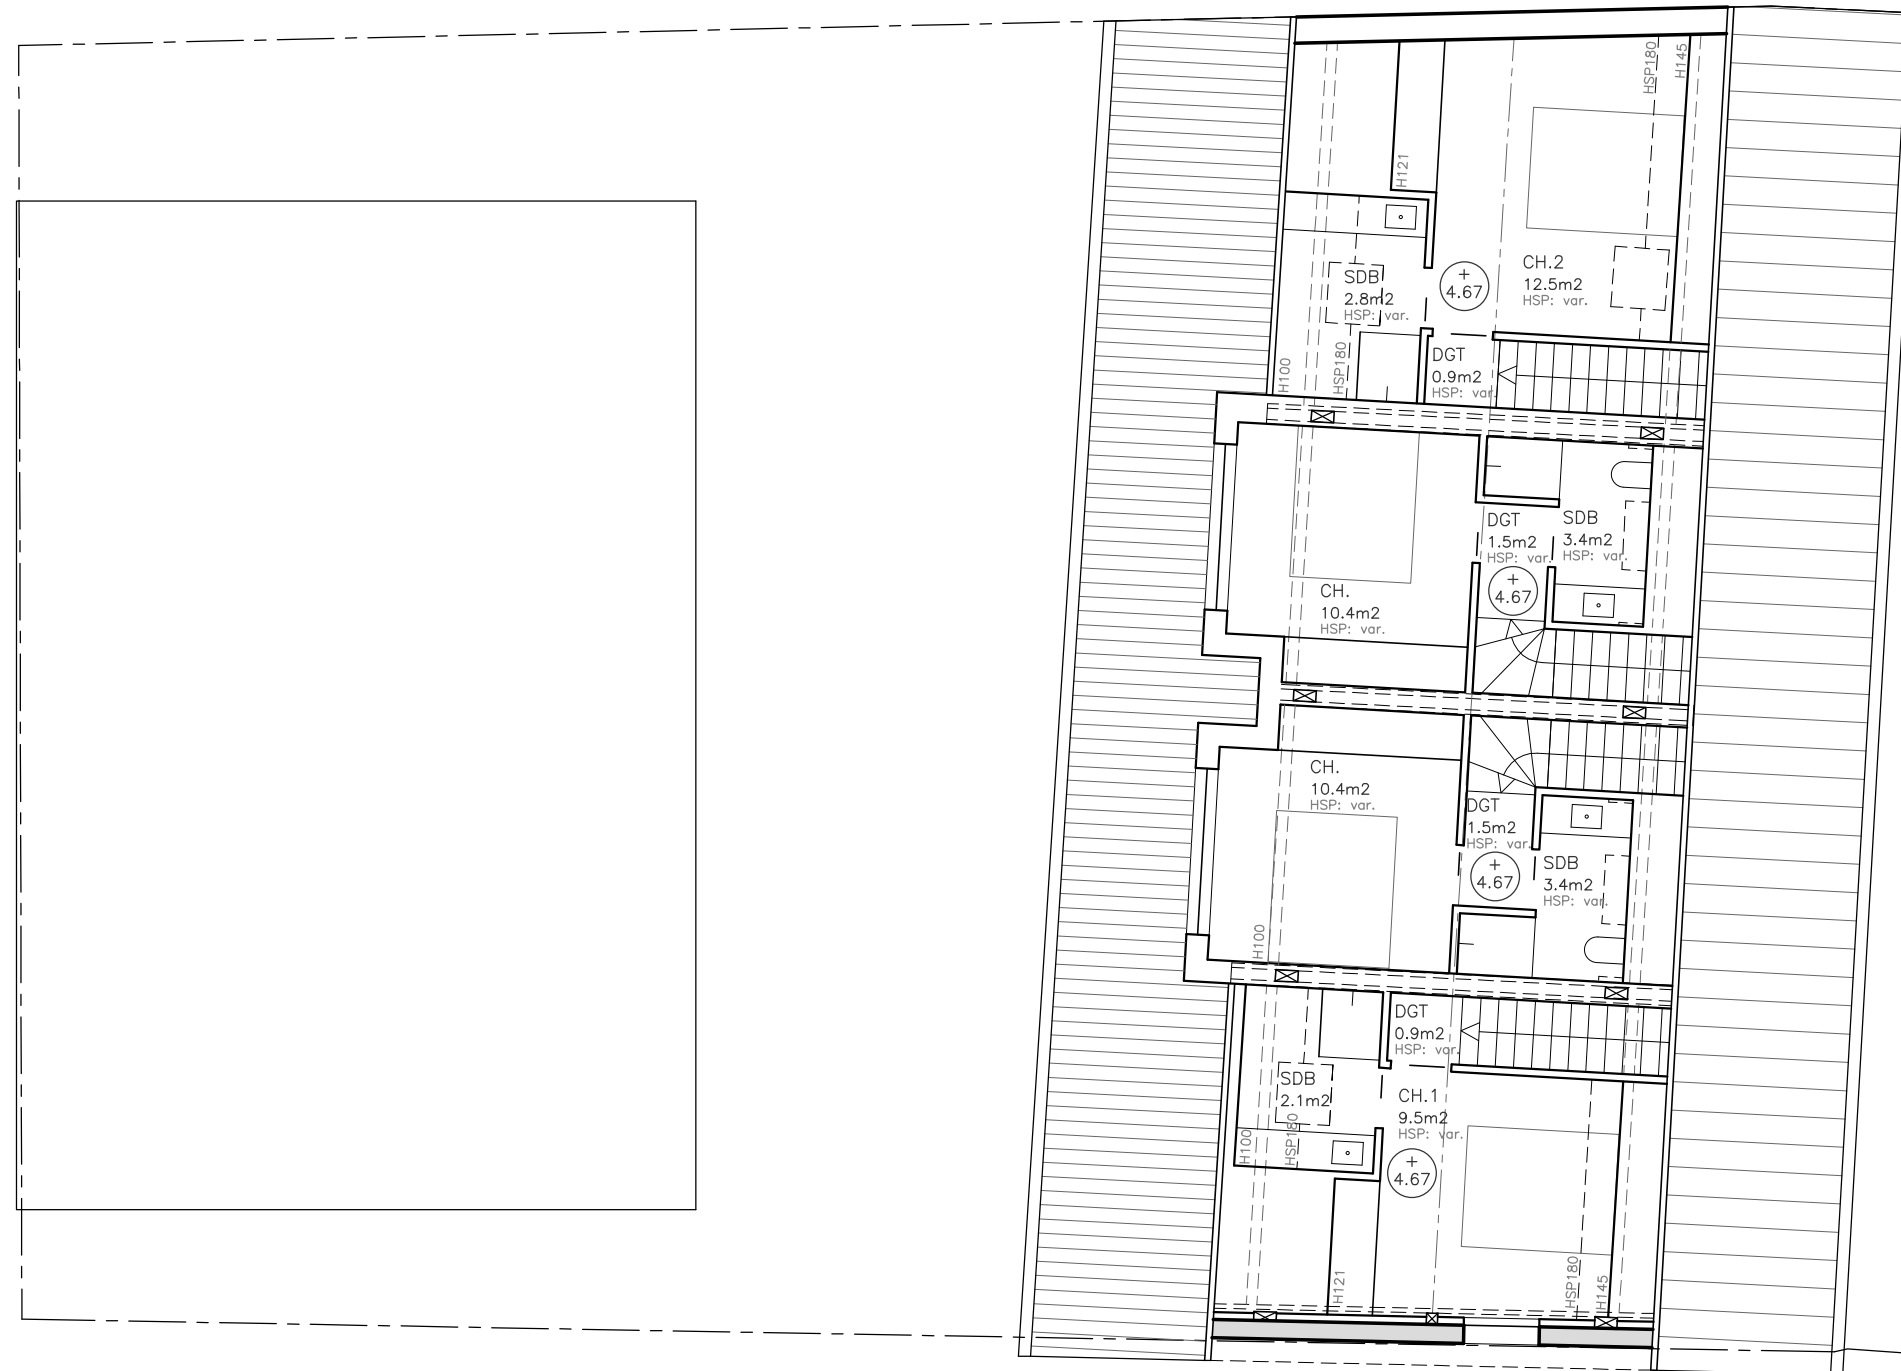 HSP180
H145
H121
CH.2
12.5m2
HSP: var.
+
4.67
SDB
2.8m2
HSP: var.
DGT
0.9m2
HSP: var.
H100
HSP180
DGT
1.5m2
HSP: var.
SDB
3.4m2
HSP: var.
+
4.67
CH.
10.4m2
HSP: var.
CH.
10.4m2
HSP: var.
DGT
1.5m2
HSP: var.
+
4.67
SDB
3.4m2
HSP: var.
H100
DGT
0.9m2
HSP: var.
SDB
2.1m2
CH.1
9.5m2
HSP: var.
H100
HSP180
+
4.67
H121
HSP180
H145